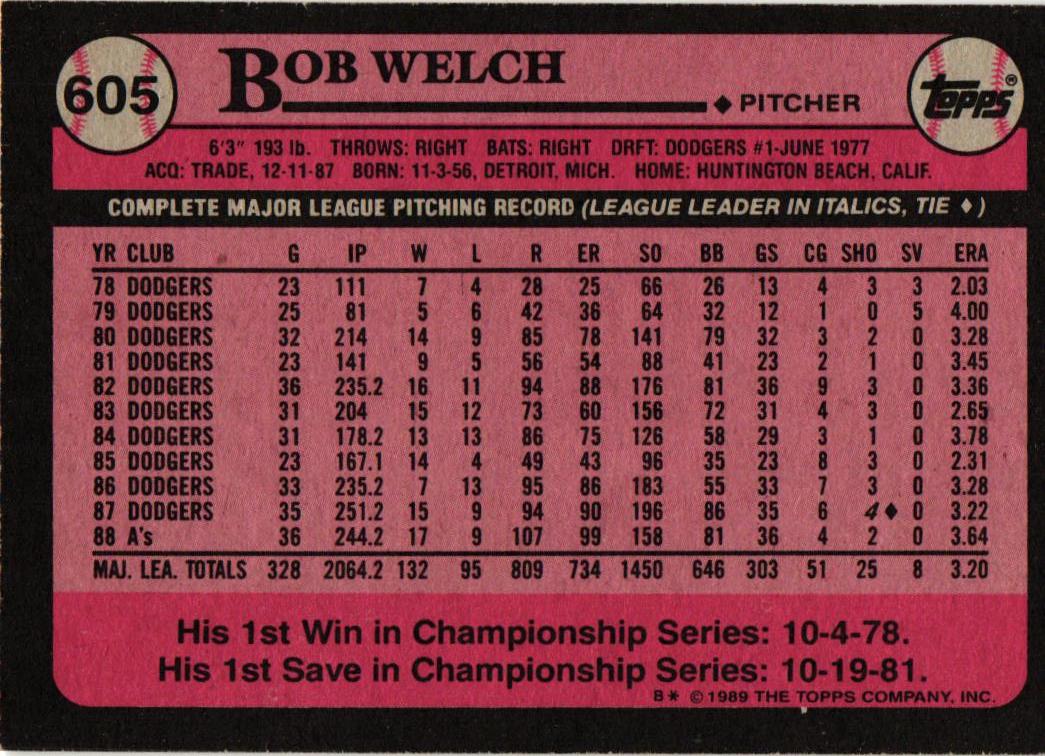 605
BOB WELCH
◆ PITCHER
Topps®
6'3" 193 lb. THROWS: RIGHT BATS: RIGHT DRFT: DODGERS #1-JUNE 1977
ACQ: TRADE, 12-11-87 BORN: 11-3-56, DETROIT, MICH. HOME: HUNTINGTON BEACH, CALIF.
COMPLETE MAJOR LEAGUE PITCHING RECORD (LEAGUE LEADER IN ITALICS, TIE ♦)
YR CLUB G IP W L R ER SO BB GS CG SHO SV ERA
78 DODGERS 23 111 7 4 28 25 66 26 13 4 3 3 2.03
79 DODGERS 25 81 5 6 42 36 64 32 12 1 0 5 4.00
80 DODGERS 32 214 14 9 85 78 141 79 32 3 2 0 3.28
81 DODGERS 23 141 9 5 56 54 88 41 23 2 1 0 3.45
82 DODGERS 36 235.2 16 11 94 88 176 81 36 9 3 0 3.36
83 DODGERS 31 204 15 12 73 60 156 72 31 4 3 0 2.65
84 DODGERS 31 178.2 13 13 86 75 126 58 29 3 1 0 3.78
85 DODGERS 23 167.1 14 4 49 43 96 35 23 8 3 0 2.31
86 DODGERS 33 235.2 7 13 95 86 183 55 33 7 3 0 3.28
87 DODGERS 35 251.2 15 9 94 90 196 86 35 6 4♦ 0 3.22
88 A's 36 244.2 17 9 107 99 158 81 36 4 2 0 3.64
MAJ. LEA. TOTALS 328 2064.2 132 95 809 734 1450 646 303 51 25 8 3.20
His 1st Win in Championship Series: 10-4-78.
His 1st Save in Championship Series: 10-19-81.
B* ©1989 THE TOPPS COMPANY, INC.